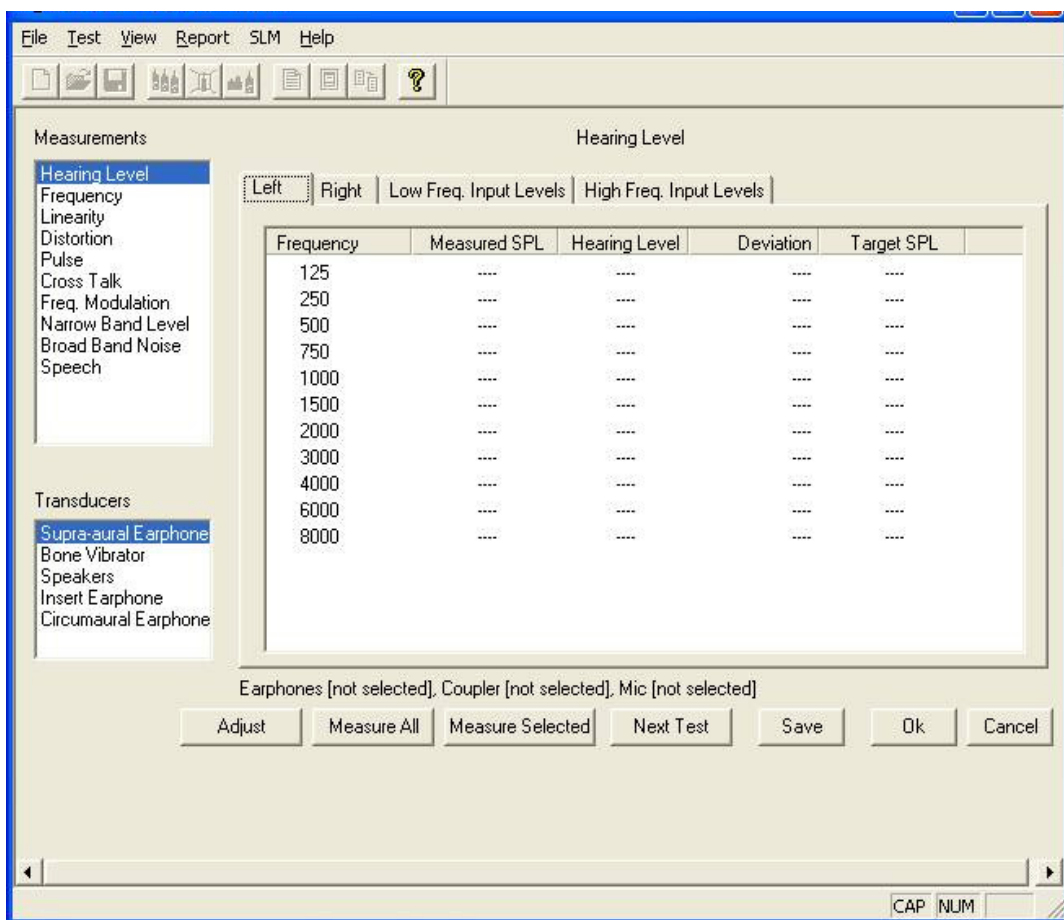 File Test View Report SLM Help
Measurements
Hearing Level
Frequency
Linearity
Distortion
Pulse
Cross Talk
Freq. Modulation
Narrow Band Level
Broad Band Noise
Speech
Transducers
Supra-aural Earphone
Bone Vibrator
Speakers
Insert Earphone
Circumaural Earphone
Hearing Level
Left Right Low Freq. Input Levels High Freq. Input Levels
Frequency Measured SPL Hearing Level Deviation Target SPL
125 ---- ---- ---- ----
250 ---- ---- ---- ----
500 ---- ---- ---- ----
750 ---- ---- ---- ----
1000 ---- ---- ---- ----
1500 ---- ---- ---- ----
2000 ---- ---- ---- ----
3000 ---- ---- ---- ----
4000 ---- ---- ---- ----
6000 ---- ---- ---- ----
8000 ---- ---- ---- ----
Earphones [not selected], Coupler [not selected], Mic [not selected]
Adjust Measure All Measure Selected Next Test Save Ok Cancel
CAP NUM